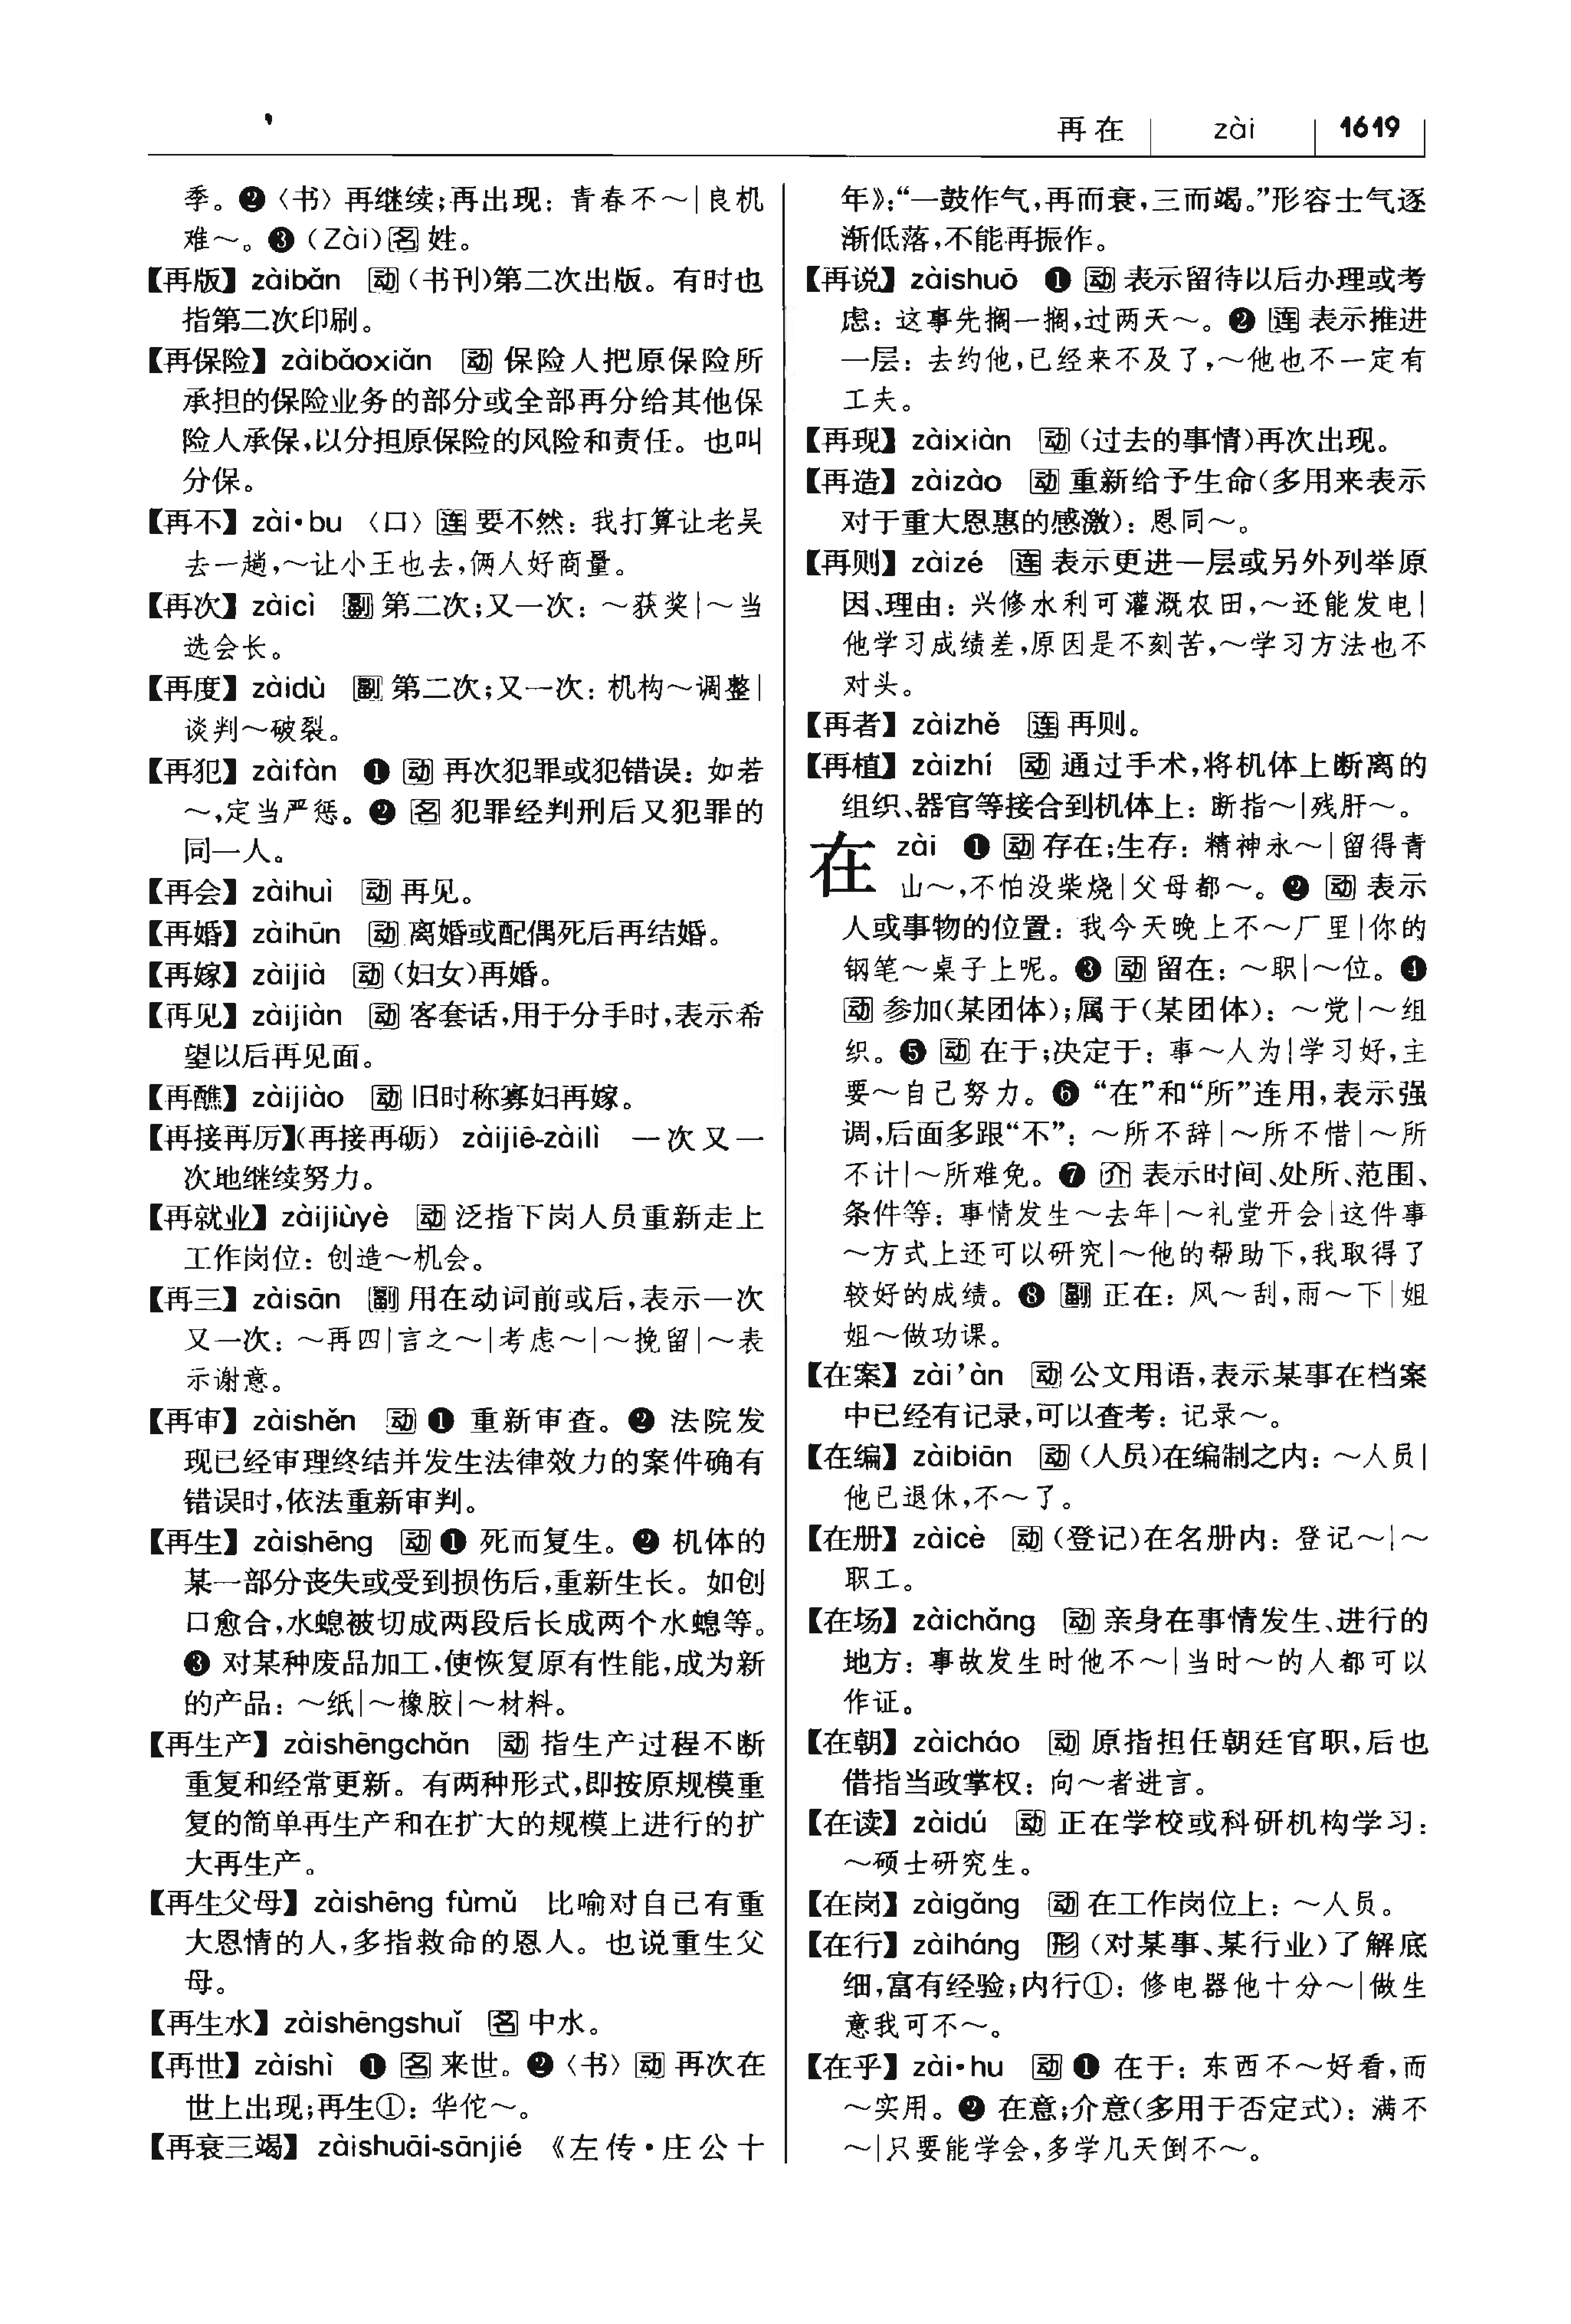 再在 zài 1619
季。❷〈书〉再继续;再出现：青春不～|良机
难～。❸（Zài）名 姓。
【再版】zàibǎn 动（书刊）第二次出版。有时也
指第二次印刷。
【再保险】zàibǎoxiǎn 动 保险人把原保险所
承担的保险业务的部分或全部再分给其他保
险人承保,以分担原保险的风险和责任。也叫
分保。
【再不】zài•bu 〈口〉连 要不然：我打算让老吴
去一趟,～让小王也去,俩人好商量。
【再次】zàicì 副 第二次;又一次：～获奖|～当
选会长。
【再度】zàidù 副 第二次;又一次：机构～调整|
谈判～破裂。
【再犯】zàifàn ❶ 动 再次犯罪或犯错误：如若
～,定当严惩。❷ 名 犯罪经判刑后又犯罪的
同一人。
【再会】zàihuì 动 再见。
【再婚】zàihūn 动 离婚或配偶死后再结婚。
【再嫁】zàijià 动（妇女）再婚。
【再见】zàijiàn 动 客套话,用于分手时,表示希
望以后再见面。
【再醮】zàijiào 动 旧时称寡妇再嫁。
【再接再厉】（再接再砺） zàijiē-zàilì 一次又一
次地继续努力。
【再就业】zàijiùyè 动 泛指下岗人员重新走上
工作岗位：创造～机会。
【再三】zàisān 副 用在动词前或后,表示一次
又一次：～再四|言之～|考虑～|～挽留|～表
示谢意。
【再审】zàishěn 动 ❶ 重新审查。❷ 法院发
现已经审理终结并发生法律效力的案件确有
错误时,依法重新审判。
【再生】zàishēng 动 ❶ 死而复生。❷ 机体的
某一部分丧失或受到损伤后,重新生长。如创
口愈合,水螅被切成两段后长成两个水螅等。
❸ 对某种废品加工,使恢复原有性能,成为新
的产品：～纸|～橡胶|～材料。
【再生产】zàishēngchǎn 动 指生产过程不断
重复和经常更新。有两种形式,即按原规模重
复的简单再生产和在扩大的规模上进行的扩
大再生产。
【再生父母】zàishēng fùmǔ 比喻对自己有重
大恩情的人,多指救命的恩人。也说重生父
母。
【再生水】zàishēngshuǐ 名 中水。
【再世】zàishì ❶ 名 来世。❷〈书〉动 再次在
世上出现;再生①：华佗～。
【再衰三竭】zàishuāi-sānjié 《左传•庄公十
年》:“一鼓作气,再而衰,三而竭。”形容士气逐
渐低落,不能再振作。
【再说】zàishuō ❶ 动 表示留待以后办理或考
虑：这事先搁一搁,过两天～。❷ 连 表示推进
一层：去约他,已经来不及了,～他也不一定有
工夫。
【再现】zàixiàn 动（过去的事情）再次出现。
【再造】zàizào 动 重新给予生命（多用来表示
对于重大恩惠的感激）：恩同～。
【再则】zàizé 连 表示更进一层或另外列举原
因、理由：兴修水利可灌溉农田,～还能发电|
他学习成绩差,原因是不刻苦,～学习方法也不
对头。
【再者】zàizhě 连 再则。
【再植】zàizhí 动 通过手术,将机体上断离的
组织、器官等接合到机体上：断指～|残肝～。
在 zài ❶ 动 存在;生存：精神永～|留得青
山～,不怕没柴烧|父母都～。❷ 动 表示
人或事物的位置：我今天晚上不～厂里|你的
钢笔～桌子上呢。❸ 动 留在：～职|～位。❹
动 参加（某团体）;属于（某团体）：～党|～组
织。❺ 动 在于;决定于：事～人为|学习好,主
要～自己努力。❻ “在”和“所”连用,表示强
调,后面多跟“不”：～所不辞|～所不惜|～所
不计|～所难免。❼ 介 表示时间、处所、范围、
条件等：事情发生～去年|～礼堂开会|这件事
～方式上还可以研究|～他的帮助下,我取得了
较好的成绩。❽ 副 正在：风～刮,雨～下|姐
姐～做功课。
【在案】zài’àn 动 公文用语,表示某事在档案
中已经有记录,可以查考：记录～。
【在编】zàibiān 动（人员）在编制之内：～人员|
他已退休,不～了。
【在册】zàicè 动（登记）在名册内：登记～|～
职工。
【在场】zàichǎng 动 亲身在事情发生、进行的
地方：事故发生时他不～|当时～的人都可以
作证。
【在朝】zàicháo 动 原指担任朝廷官职,后也
借指当政掌权：向～者进言。
【在读】zàidú 动 正在学校或科研机构学习：
～硕士研究生。
【在岗】zàigǎng 动 在工作岗位上：～人员。
【在行】zàiháng 形（对某事、某行业）了解底
细,富有经验;内行①：修电器他十分～|做生
意我可不～。
【在乎】zài•hu 动 ❶ 在于：东西不～好看,而
～实用。❷ 在意;介意（多用于否定式）：满不
～|只要能学会,多学几天倒不～。